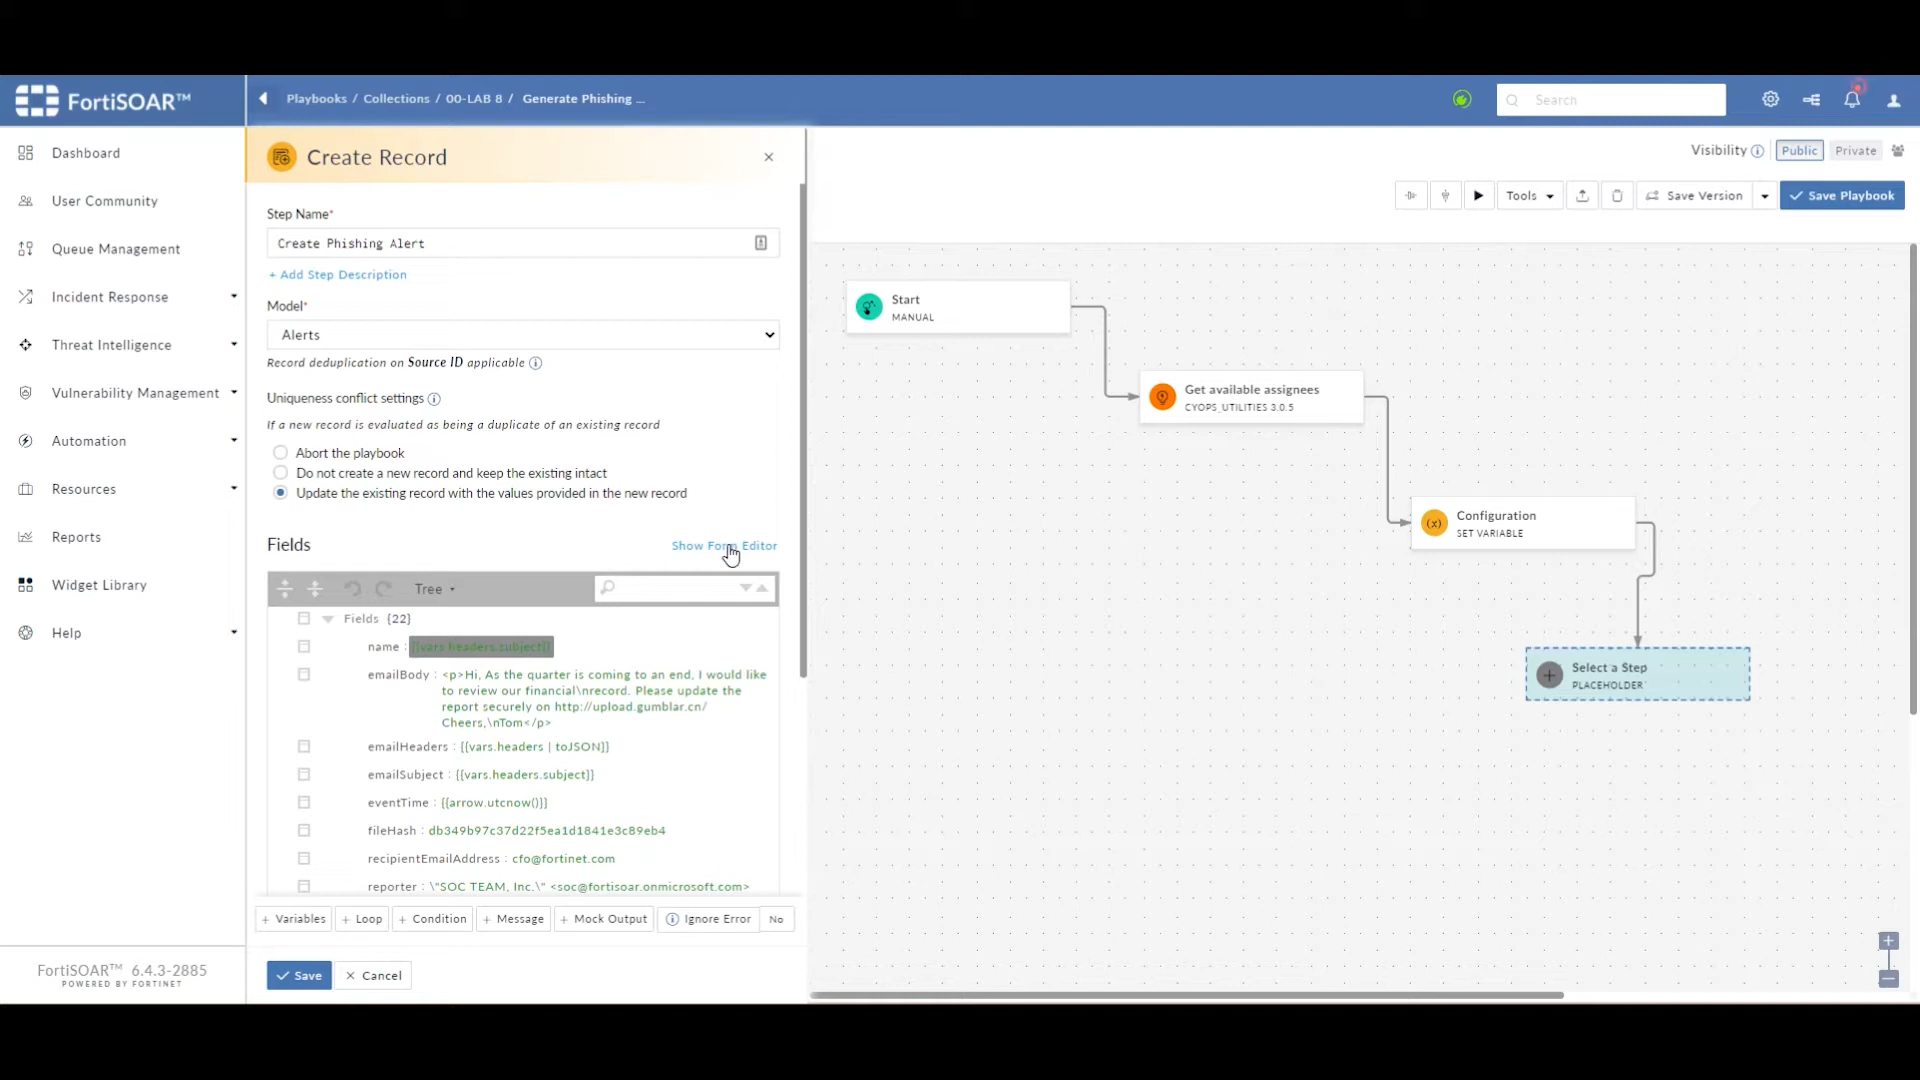 FortiSOAR™
Playbooks / Collections / 00-LAB 8 / Generate Phishing ...
Search
Dashboard
User Community
Queue Management
Incident Response
Threat Intelligence
Vulnerability Management
Automation
Resources
Reports
Widget Library
Help
FortiSOAR™ 6.4.3-2885
POWERED BY FORTINET
Create Record
Step Name*
Create Phishing Alert
+ Add Step Description
Model*
Alerts
Record deduplication on Source ID applicable
Uniqueness conflict settings
If a new record is evaluated as being a duplicate of an existing record
Abort the playbook
Do not create a new record and keep the existing intact
Update the existing record with the values provided in the new record
Fields
Show Form Editor
Tree
Fields {22}
name : {{vars.headers.subject}}
emailBody : <p>Hi, As the quarter is coming to an end, I would like
to review our financial\nrecord. Please update the
report securely on http://upload.gumblar.cn/
Cheers,\nTom</p>
emailHeaders : {{vars.headers | toJSON}}
emailSubject : {{vars.headers.subject}}
eventTime : {{arrow.utcnow()}}
fileHash : db349b97c37d22f5ea1d1841e3c89eb4
recipientEmailAddress : cfo@fortinet.com
reporter : \"SOC TEAM, Inc.\" <soc@fortisoar.onmicrosoft.com>
+ Variables
+ Loop
+ Condition
+ Message
+ Mock Output
Ignore Error
No
Save
Cancel
Visibility
Public
Private
Tools
Save Version
Save Playbook
Start
MANUAL
Get available assignees
CYOPS_UTILITIES 3.0.5
Configuration
SET VARIABLE
Select a Step
PLACEHOLDER